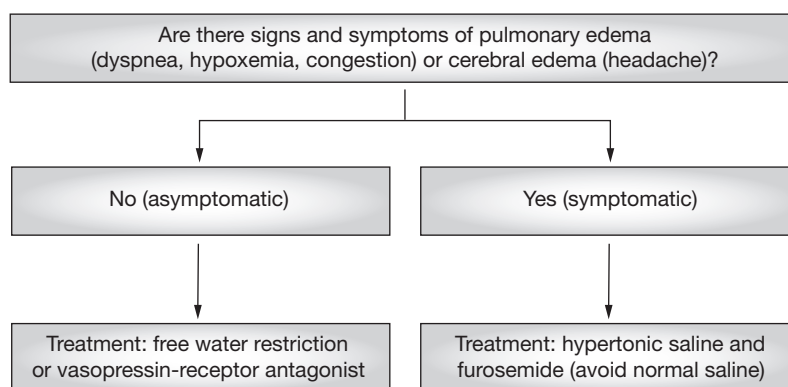 Are there signs and symptoms of pulmonary edema
(dyspnea, hypoxemia, congestion) or cerebral edema (headache)?
No (asymptomatic)
Yes (symptomatic)
Treatment: free water restriction
or vasopressin-receptor antagonist
Treatment: hypertonic saline and
furosemide (avoid normal saline)